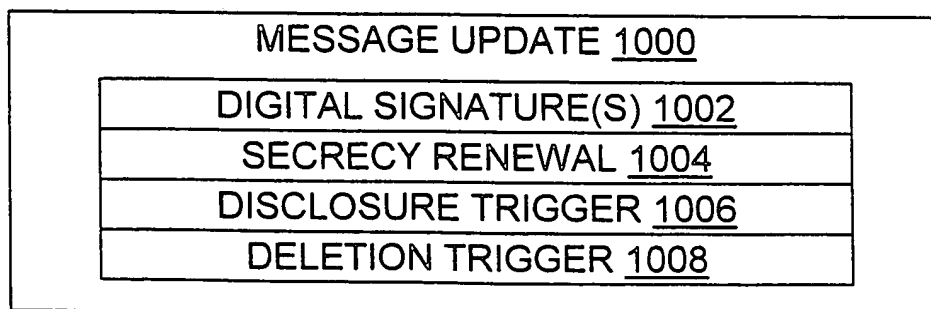 MESSAGE UPDATE 1000
DIGITAL SIGNATURE(S) 1002
SECRECY RENEWAL 1004
DISCLOSURE TRIGGER 1006
DELETION TRIGGER 1008